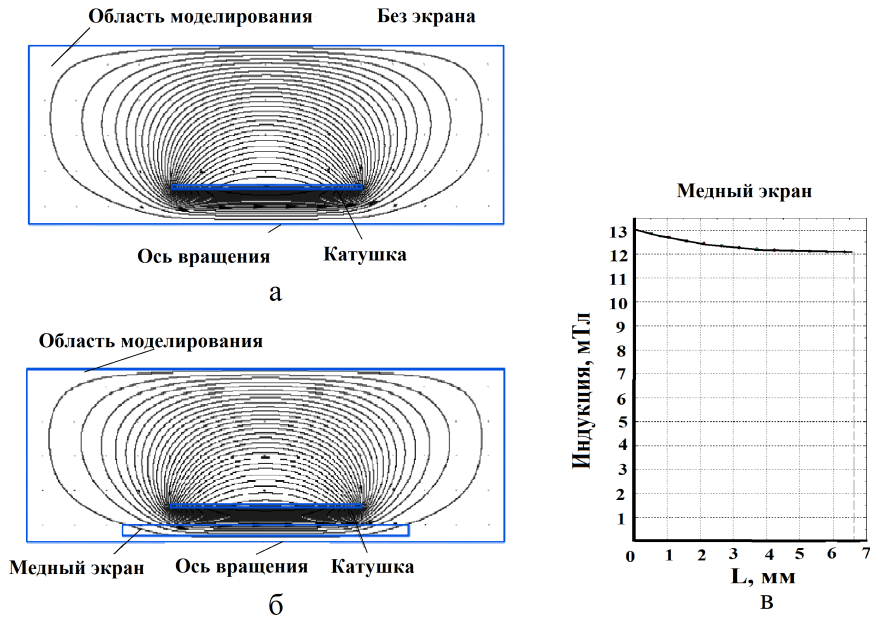 Область моделирования
Без экрана
Ось вращения
Катушка
а
Область моделирования
Медный экран
Ось вращения
Катушка
б
Медный экран
Индукция, мТл
13
12
11
10
9
8
7
6
5
4
3
2
1
0 1 2 3 4 5 6 7
L, мм
в